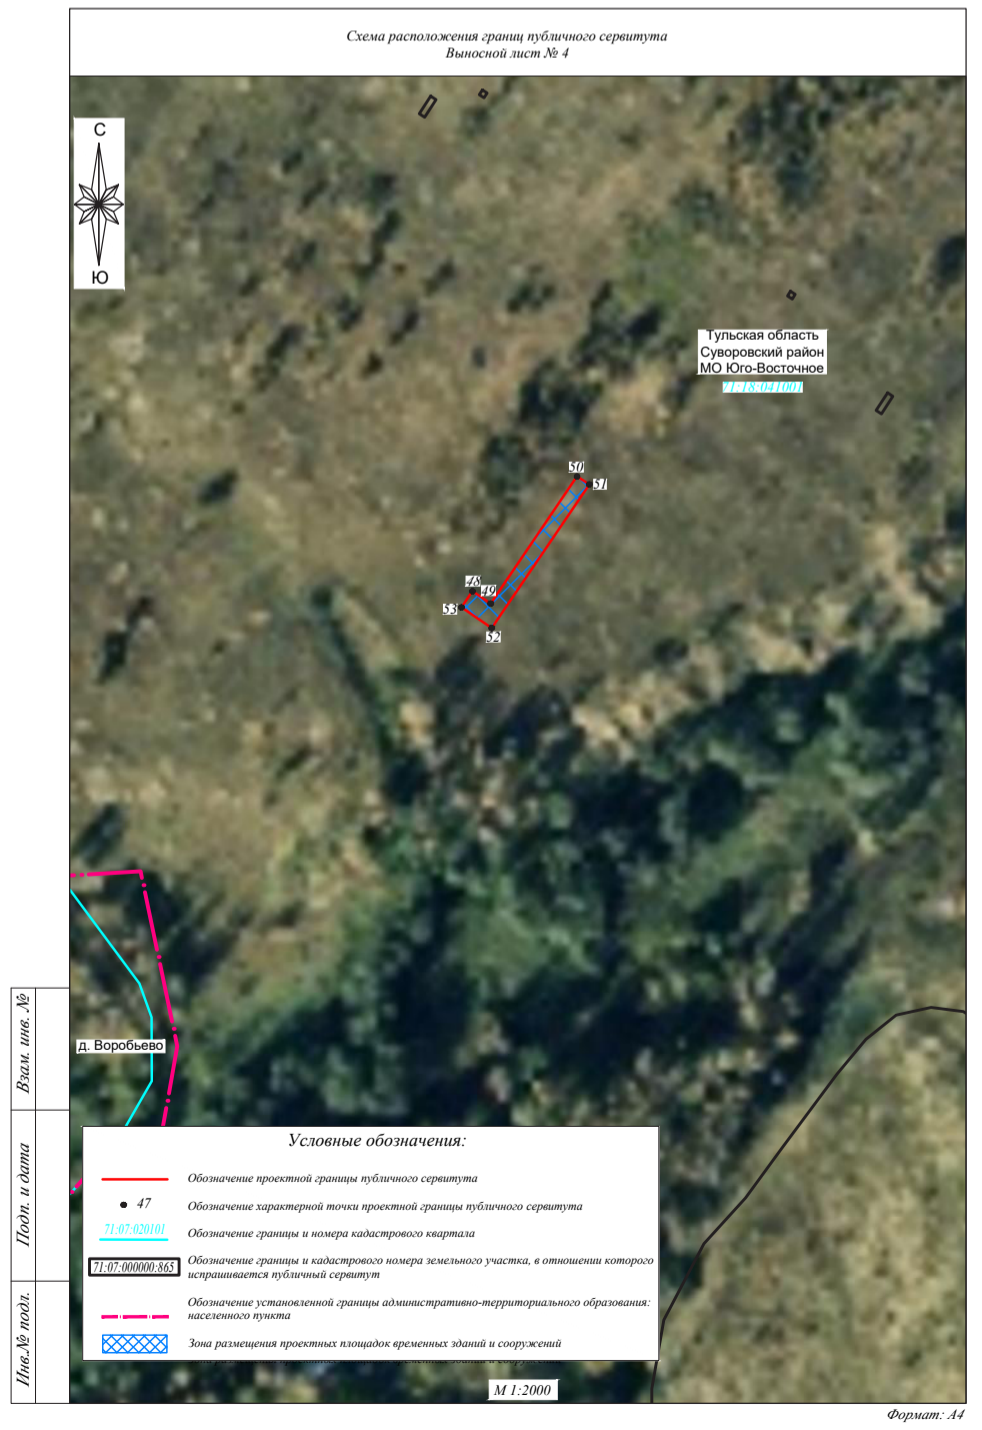 Схема расположения границ публичного сервитута
Выносной лист № 4
С
Ю
Тульская область
Суворовский район
МО Юго-Восточное
71:18:041001
50
51
48
49
53
52
д. Воробьево
Условные обозначения:
Обозначение проектной границы публичного сервитута
47
Обозначение характерной точки проектной границы публичного сервитута
71:07:020101
Обозначение границы и номера кадастрового квартала
71:07:000000:865
Обозначение границы и кадастрового номера земельного участка, в отношении которого
испрашивается публичный сервитут
Обозначение установленной границы административно-территориального образования:
населенного пункта
Зона размещения проектных площадок временных зданий и сооружений
М 1:2000
Взам. инв. №
Подп. и дата
Инв.№ подл.
Формат: А4